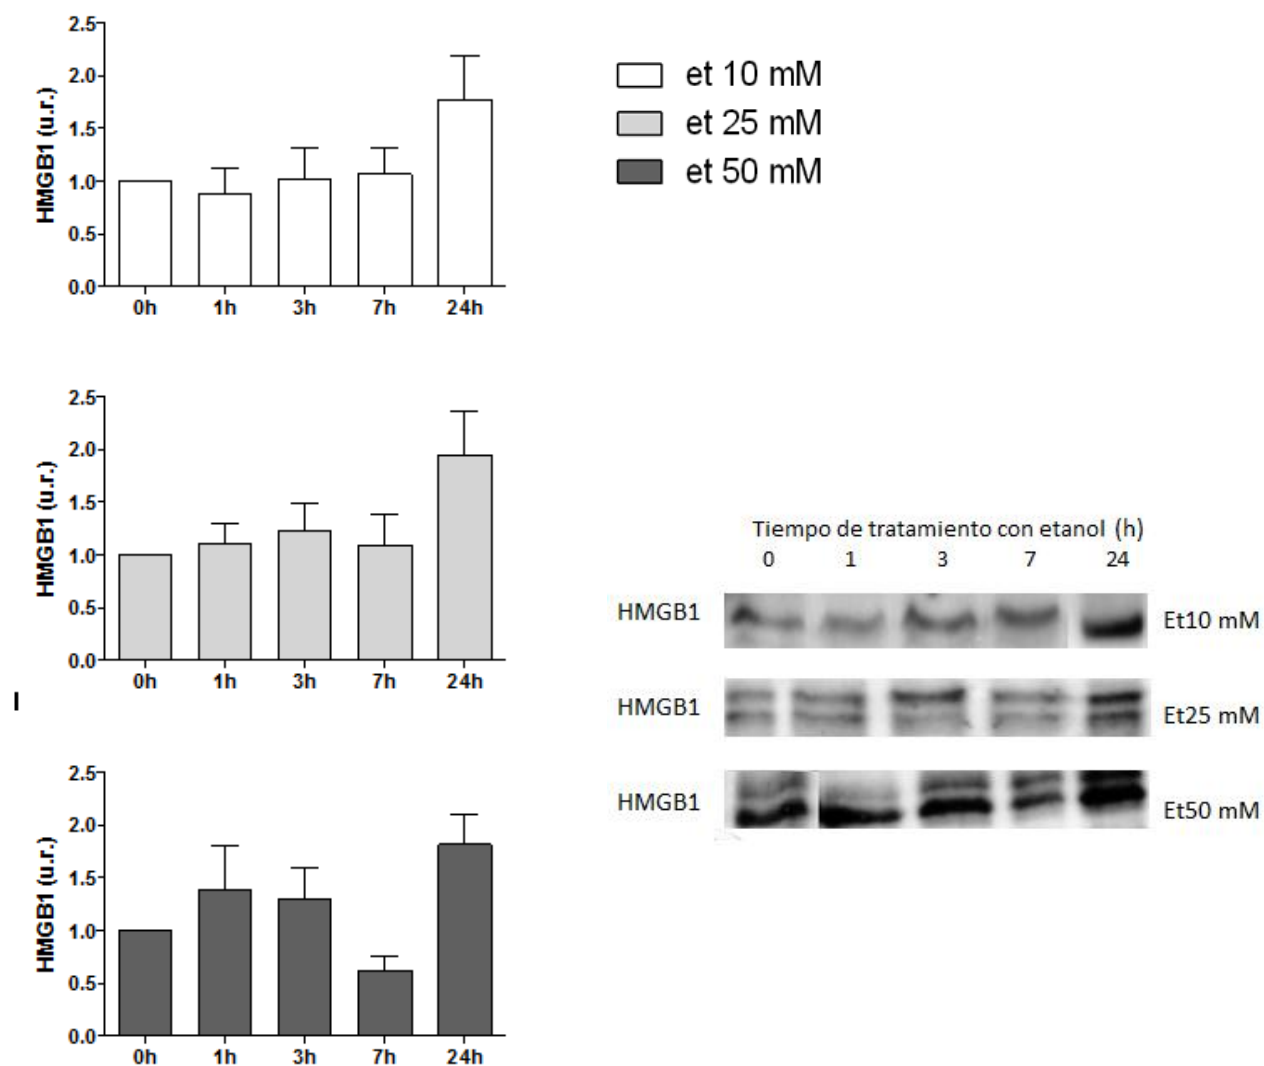 2.5
2.0
1.5
1.0
0.5
0.0
HMGB1 (u.r.)
0h 1h 3h 7h 24h
et 10 mM
et 25 mM
et 50 mM
2.5
2.0
1.5
1.0
0.5
0.0
HMGB1 (u.r.)
0h 1h 3h 7h 24h
I
2.5
2.0
1.5
1.0
0.5
0.0
HMGB1 (u.r.)
0h 1h 3h 7h 24h
Tiempo de tratamiento con etanol (h)
0 1 3 7 24
HMGB1 Et10 mM
HMGB1 Et25 mM
HMGB1 Et50 mM